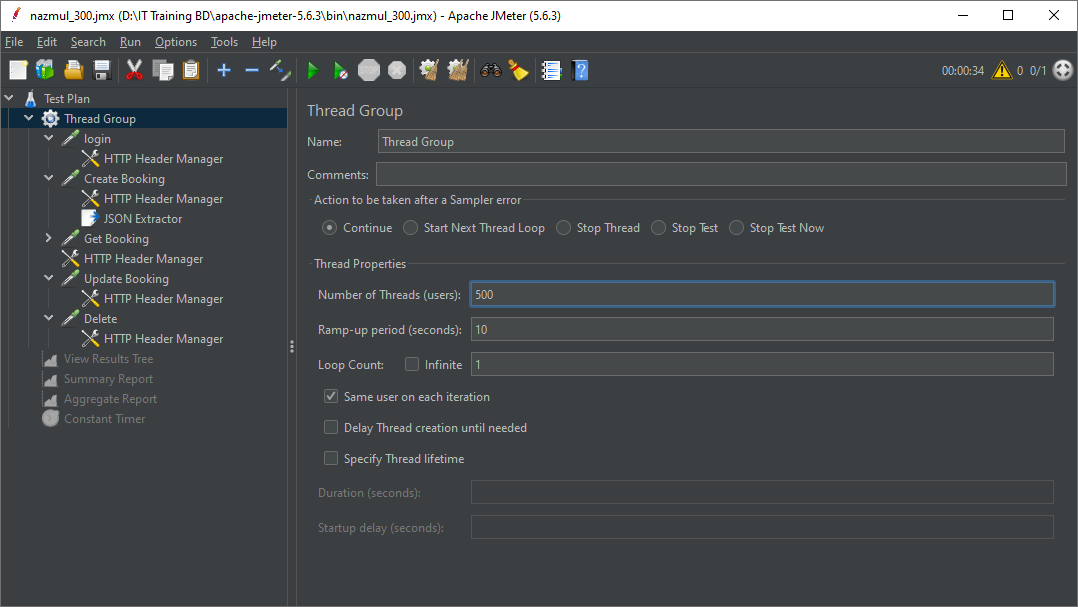 nazmul_300.jmx (D:\IT Training BD\apache-jmeter-5.6.3\bin\nazmul_300.jmx) - Apache JMeter (5.6.3)
File Edit Search Run Options Tools Help
STOP 00:00:34 0 0/1
Test Plan
Thread Group
login
HTTP Header Manager
Create Booking
HTTP Header Manager
JSON Extractor
Get Booking
HTTP Header Manager
Update Booking
HTTP Header Manager
Delete
HTTP Header Manager
View Results Tree
Summary Report
Aggregate Report
Constant Timer
Thread Group
Name: Thread Group
Comments:
Action to be taken after a Sampler error
Continue Start Next Thread Loop Stop Thread Stop Test Stop Test Now
Thread Properties
Number of Threads (users): 500
Ramp-up period (seconds): 10
Loop Count: Infinite 1
Same user on each iteration
Delay Thread creation until needed
Specify Thread lifetime
Duration (seconds):
Startup delay (seconds):